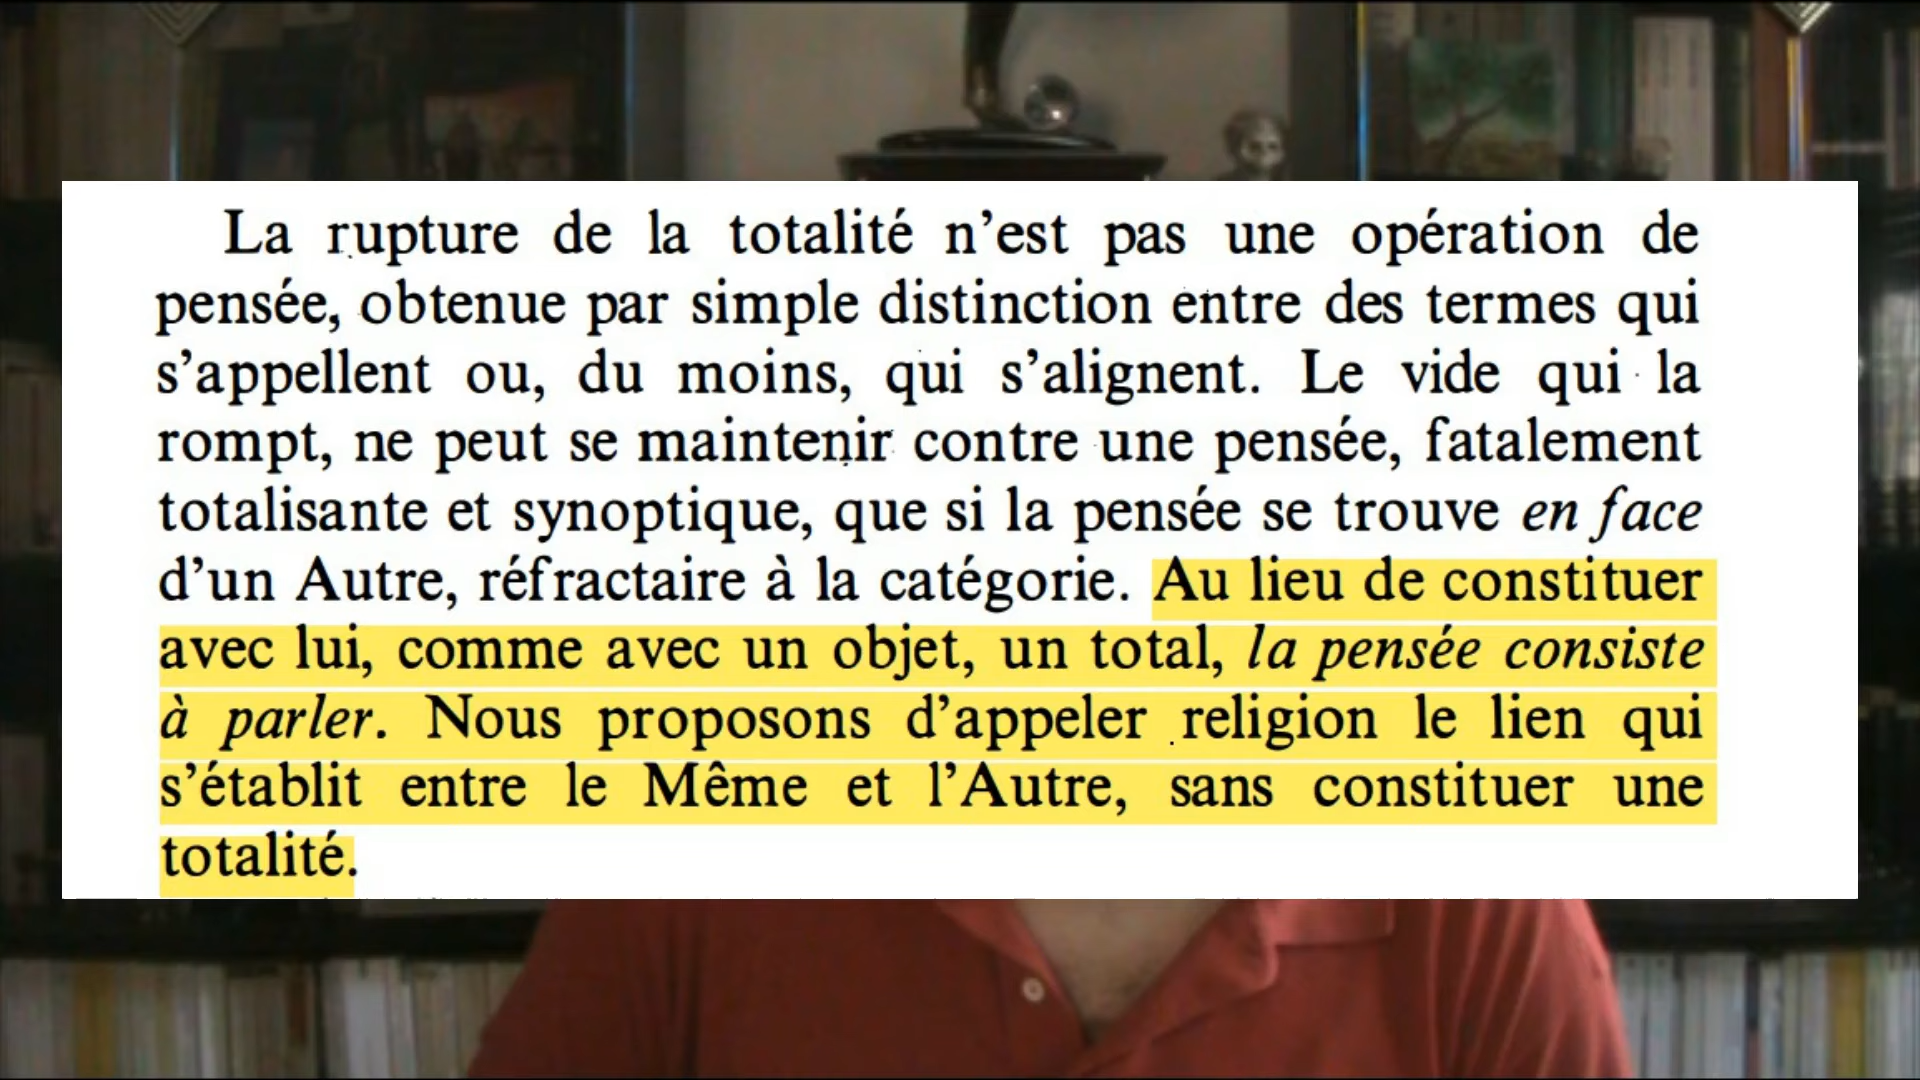 La rupture de la totalité n'est pas une opération de
pensée, obtenue par simple distinction entre des termes qui
s'appellent ou, du moins, qui s'alignent. Le vide qui la
rompt, ne peut se maintenir contre une pensée, fatalement
totalisante et synoptique, que si la pensée se trouve en face
d'un Autre, réfractaire à la catégorie. Au lieu de constituer
avec lui, comme avec un objet, un total, la pensée consiste
à parler. Nous proposons d'appeler religion le lien qui
s'établit entre le Même et l'Autre, sans constituer une
totalité.